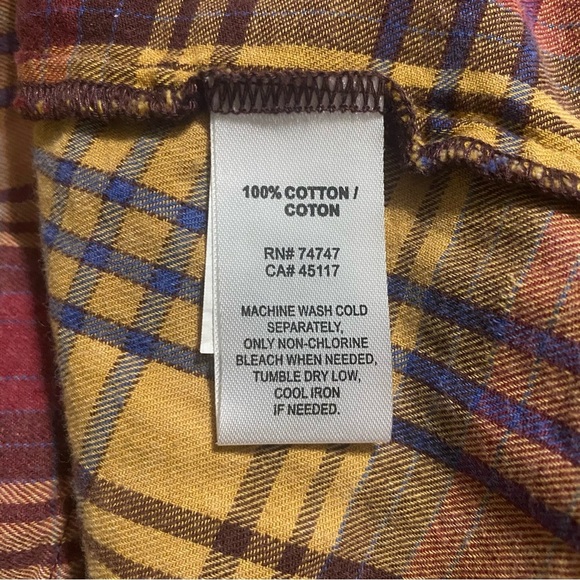 100% COTTON /
COTON
RN# 74747
CA# 45117
MACHINE WASH COLD
SEPARATELY,
ONLY NON-CHLORINE
BLEACH WHEN NEEDED,
TUMBLE DRY LOW,
COOL IRON
IF NEEDED.